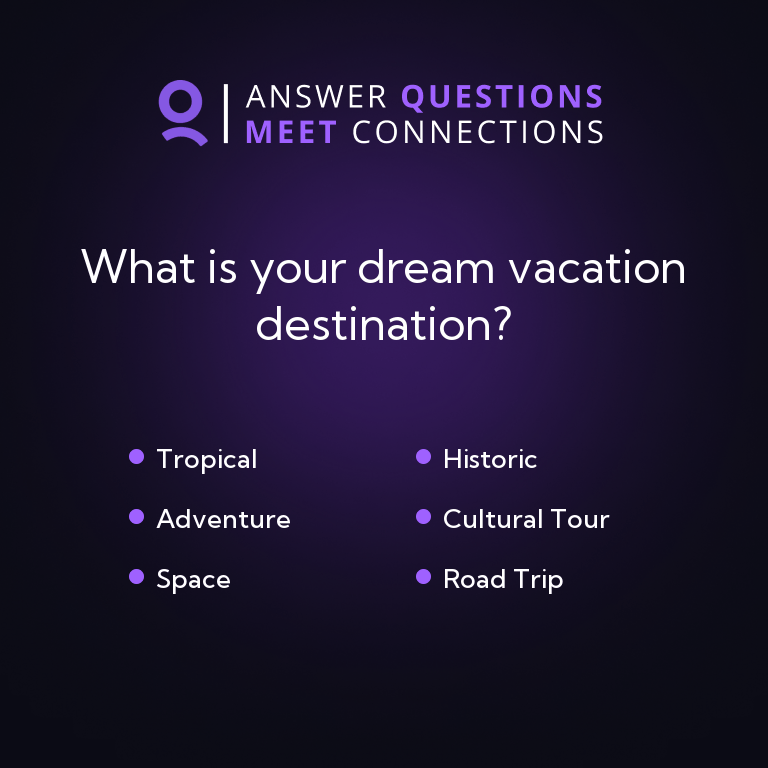 ANSWER QUESTIONS
MEET CONNECTIONS
What is your dream vacation
destination?
Tropical
Adventure
Space
Historic
Cultural Tour
Road Trip